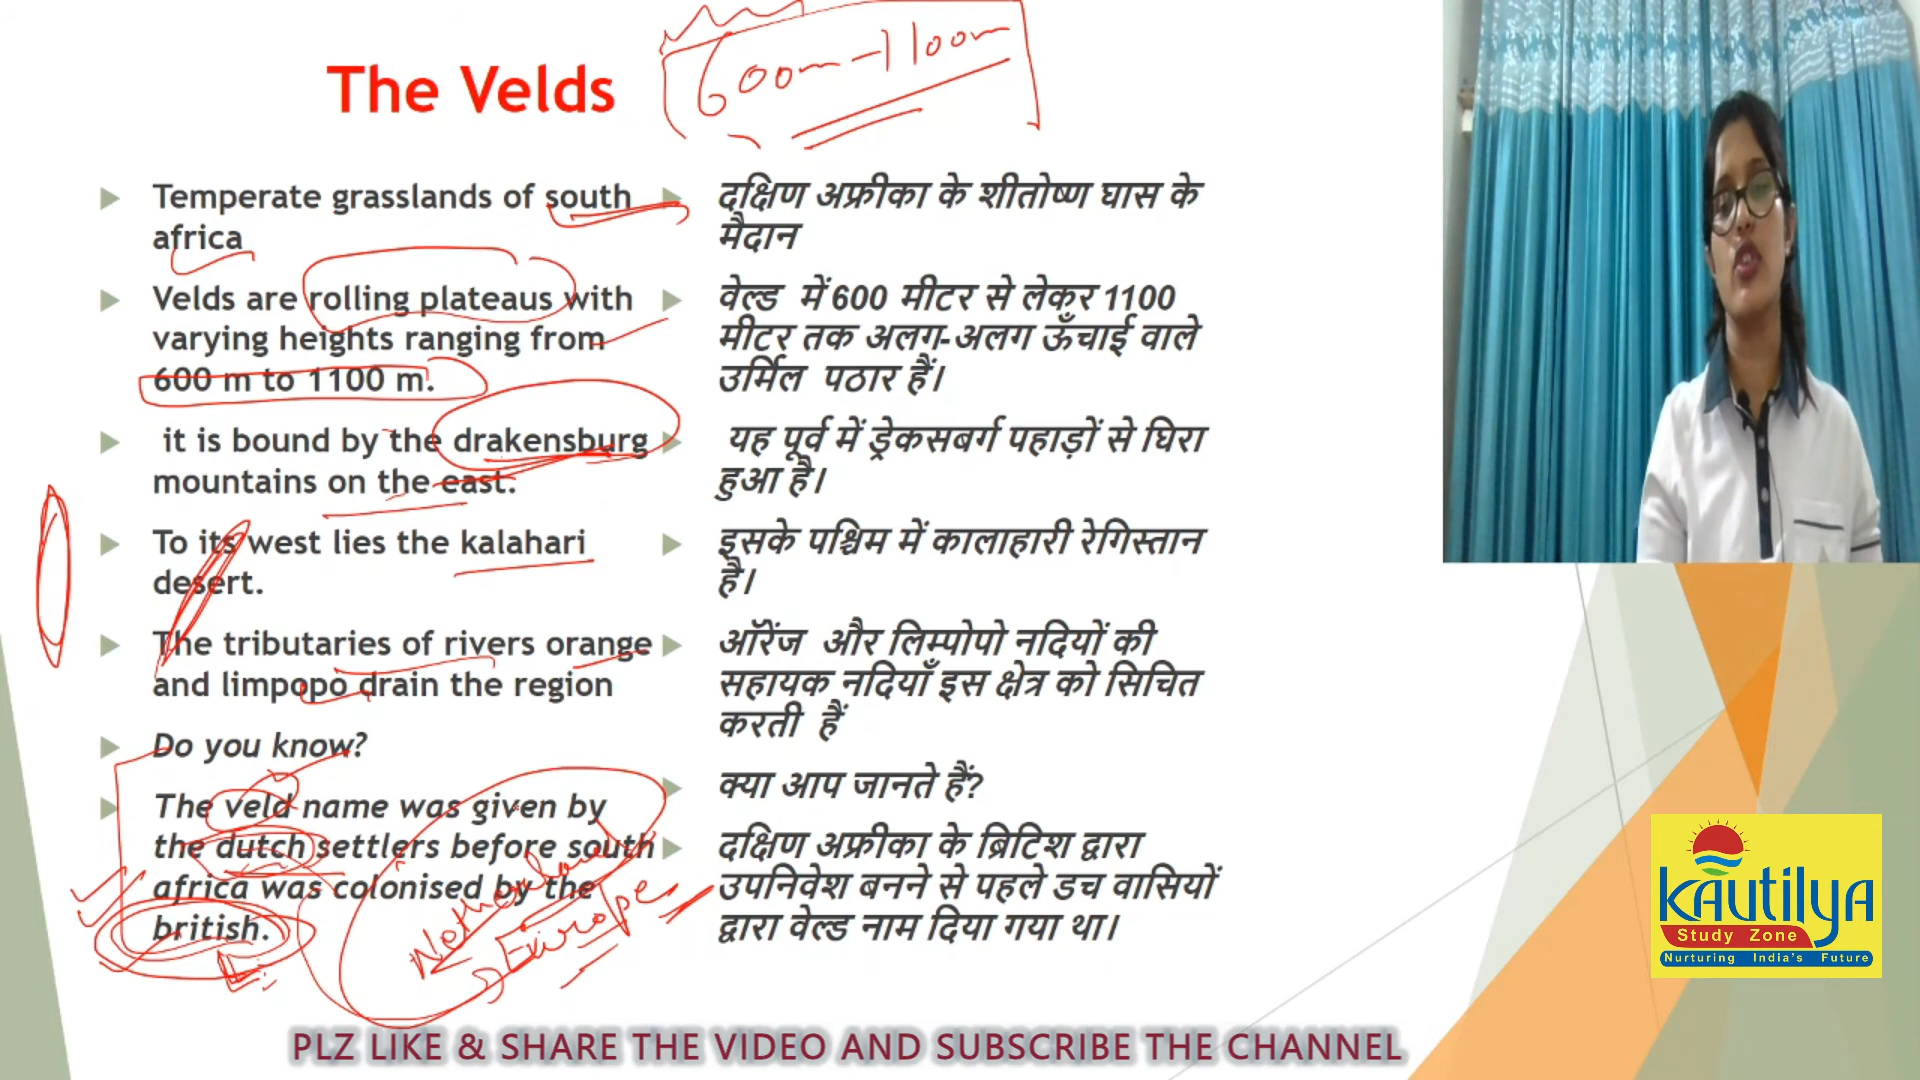 The Velds
600m-1100m
Temperate grasslands of south
africa
Velds are rolling plateaus with
varying heights ranging from
600 m to 1100 m.
it is bound by the drakensburg
mountains on the east.
To its west lies the kalahari
desert.
The tributaries of rivers orange
and limpopo drain the region
Do you know?
The veld name was given by
the dutch settlers before south
africa was colonised by the
british.
दक्षिण अफ्रीका के शीतोष्ण घास के
मैदान
वेल्ड में 600 मीटर से लेकर 1100
मीटर तक अलग-अलग ऊँचाई वाले
उर्मिल पठार हैं।
यह पूर्व में ड्रेकसबर्ग पहाड़ों से घिरा
हुआ है।
इसके पश्चिम में कालाहारी रेगिस्तान
है।
ऑरेंज और लिम्पोपो नदियों की
सहायक नदियाँ इस क्षेत्र को सिचित
करती हैं
क्या आप जानते हैं?
दक्षिण अफ्रीका के ब्रिटिश द्वारा
उपनिवेश बनने से पहले डच वासियों
द्वारा वेल्ड नाम दिया गया था।
Europe
Kautilya
Study Zone
Nurturing India's Future
PLZ LIKE & SHARE THE VIDEO AND SUBSCRIBE THE CHANNEL